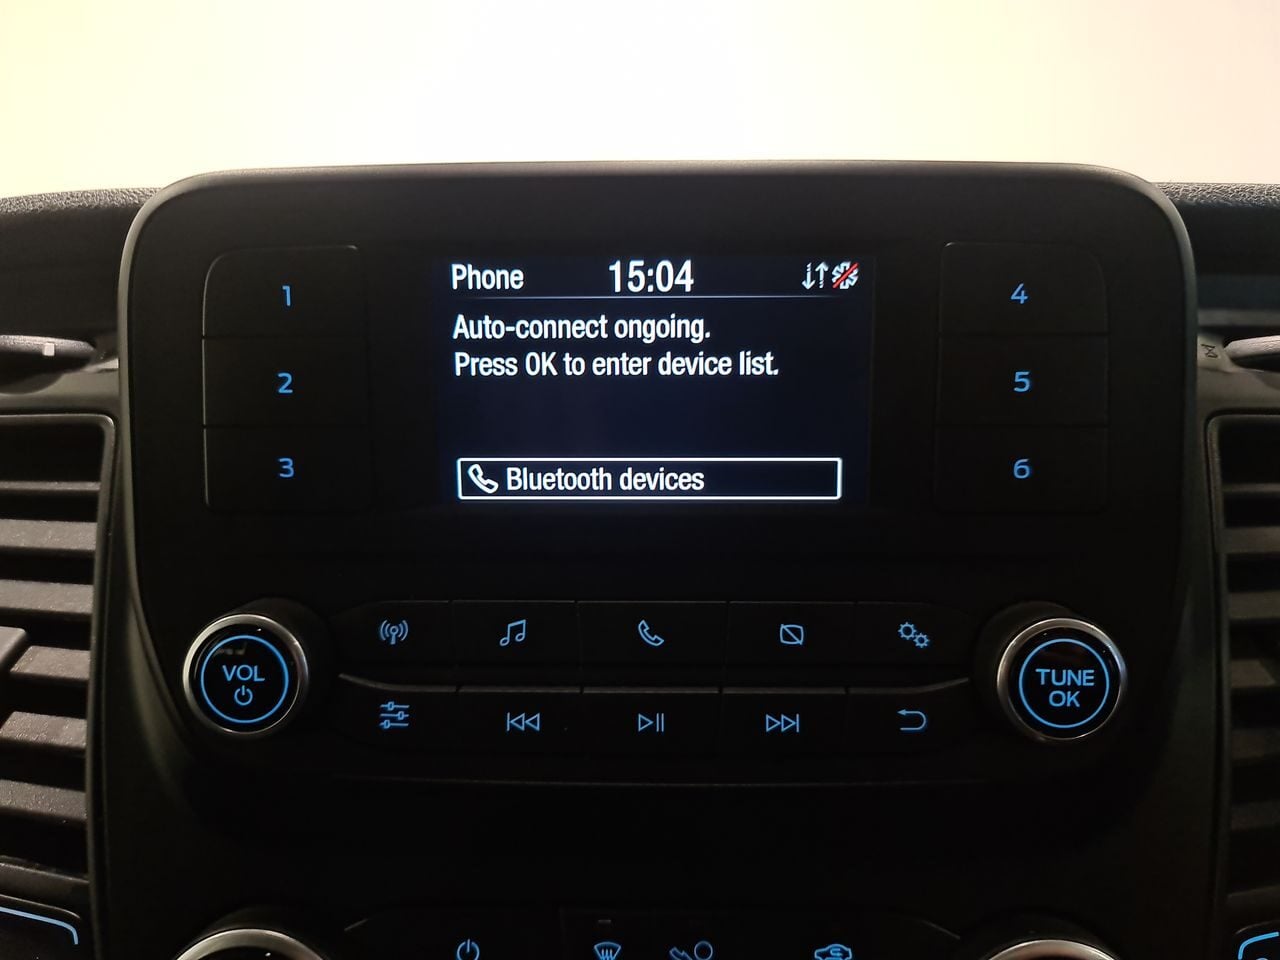 Phone 15:04
Auto-connect ongoing.
Press OK to enter device list.
Bluetooth devices
1
2
3
4
5
6
VOL
TUNE
OK